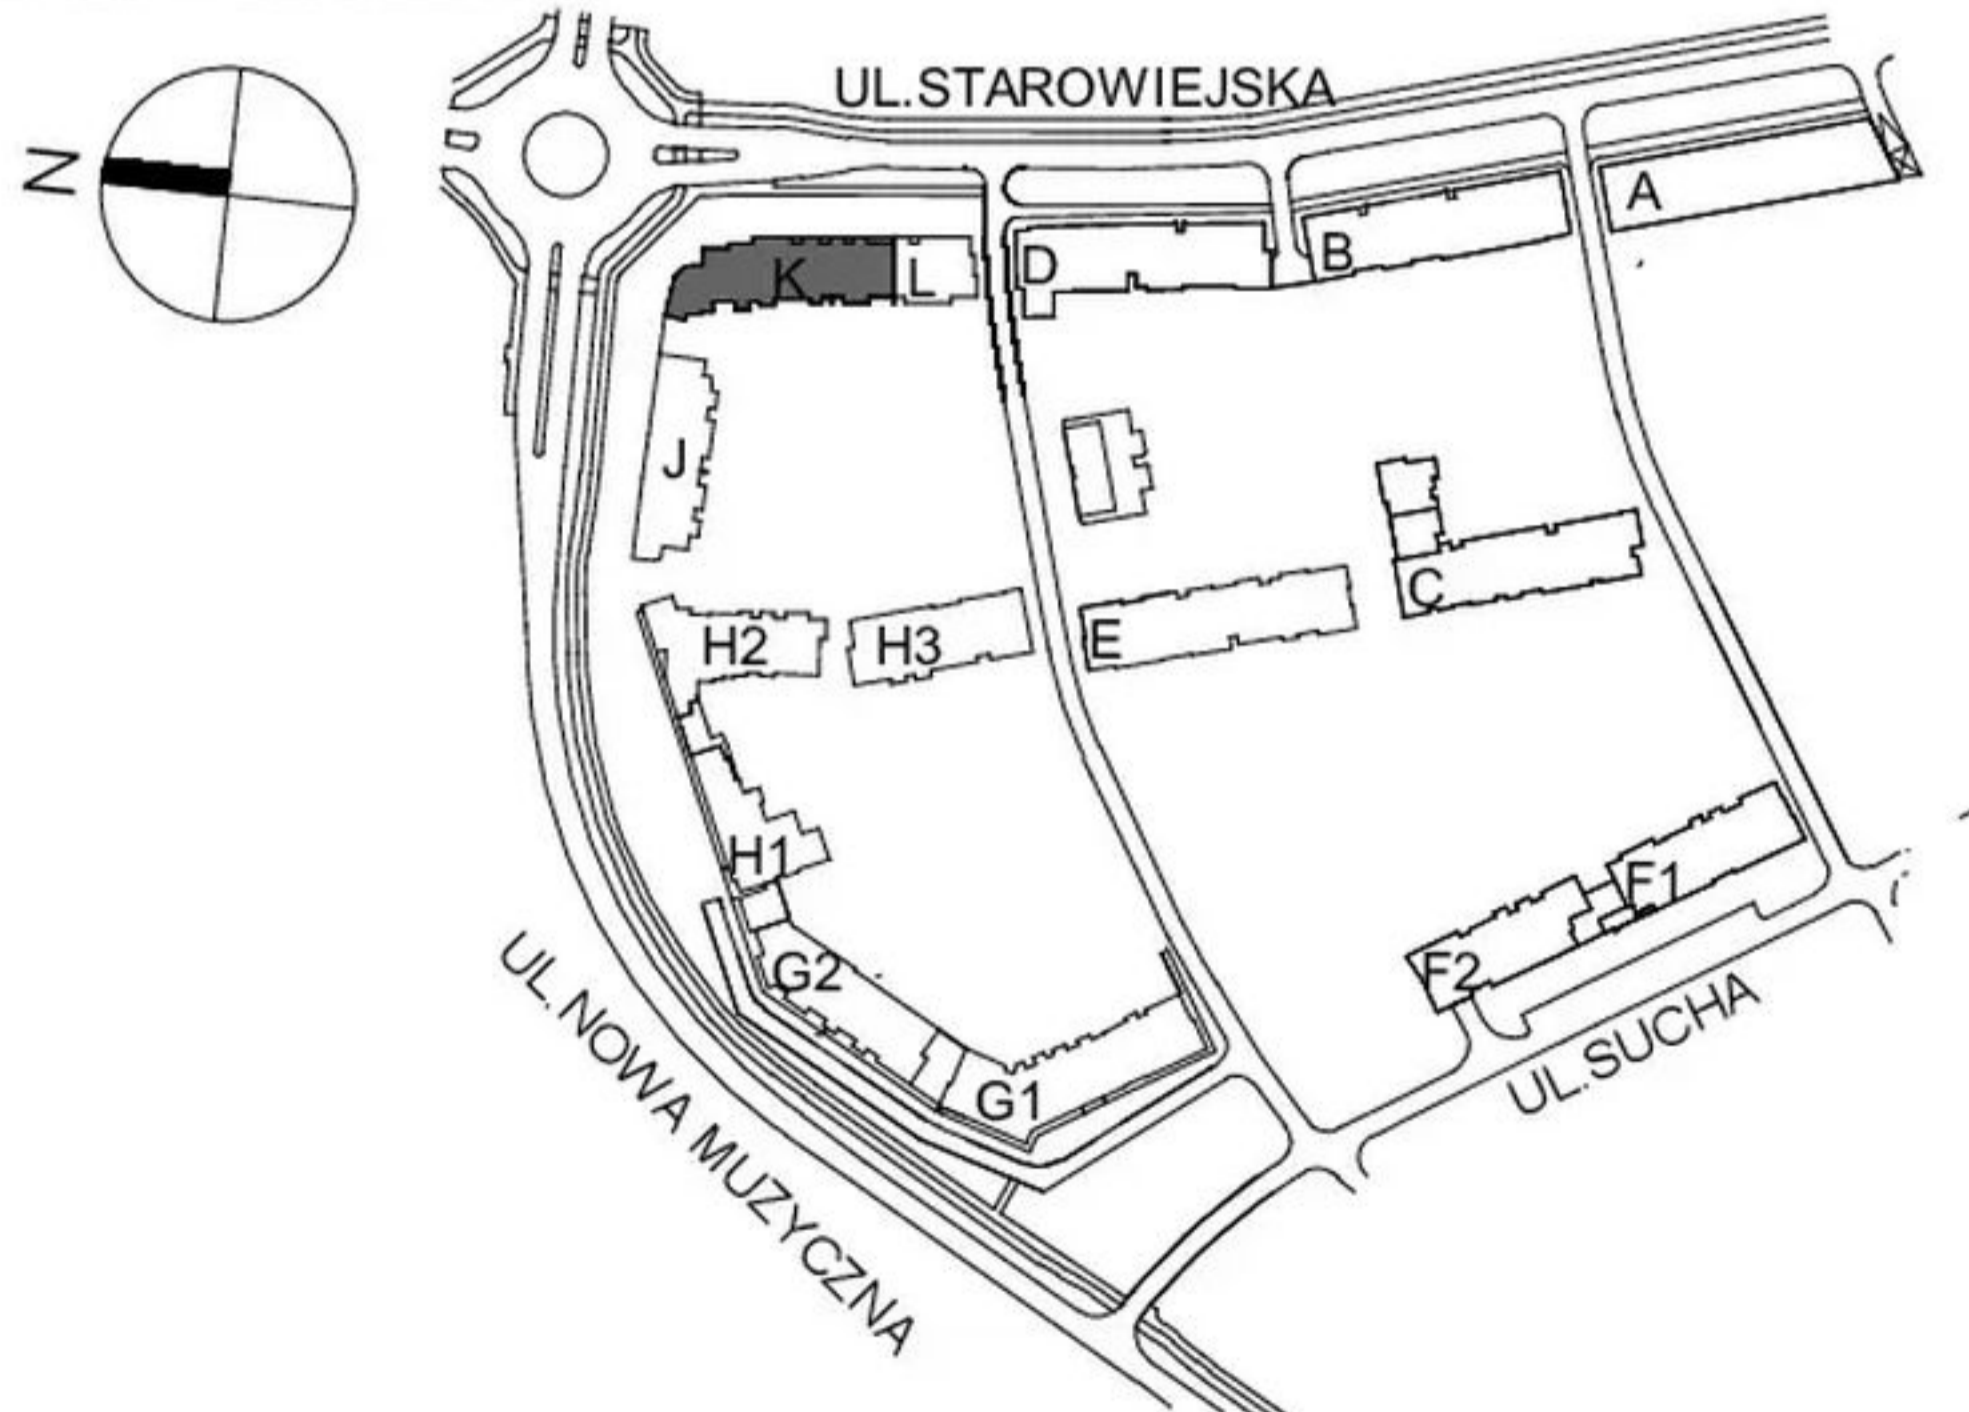 UL.STAROWIEJSKA
N
A
B
D
K
L
J
C
E
H2
H3
H1
F1
F2
G2
G1
UL. NOWA MUZYCZNA
UL.SUCHA